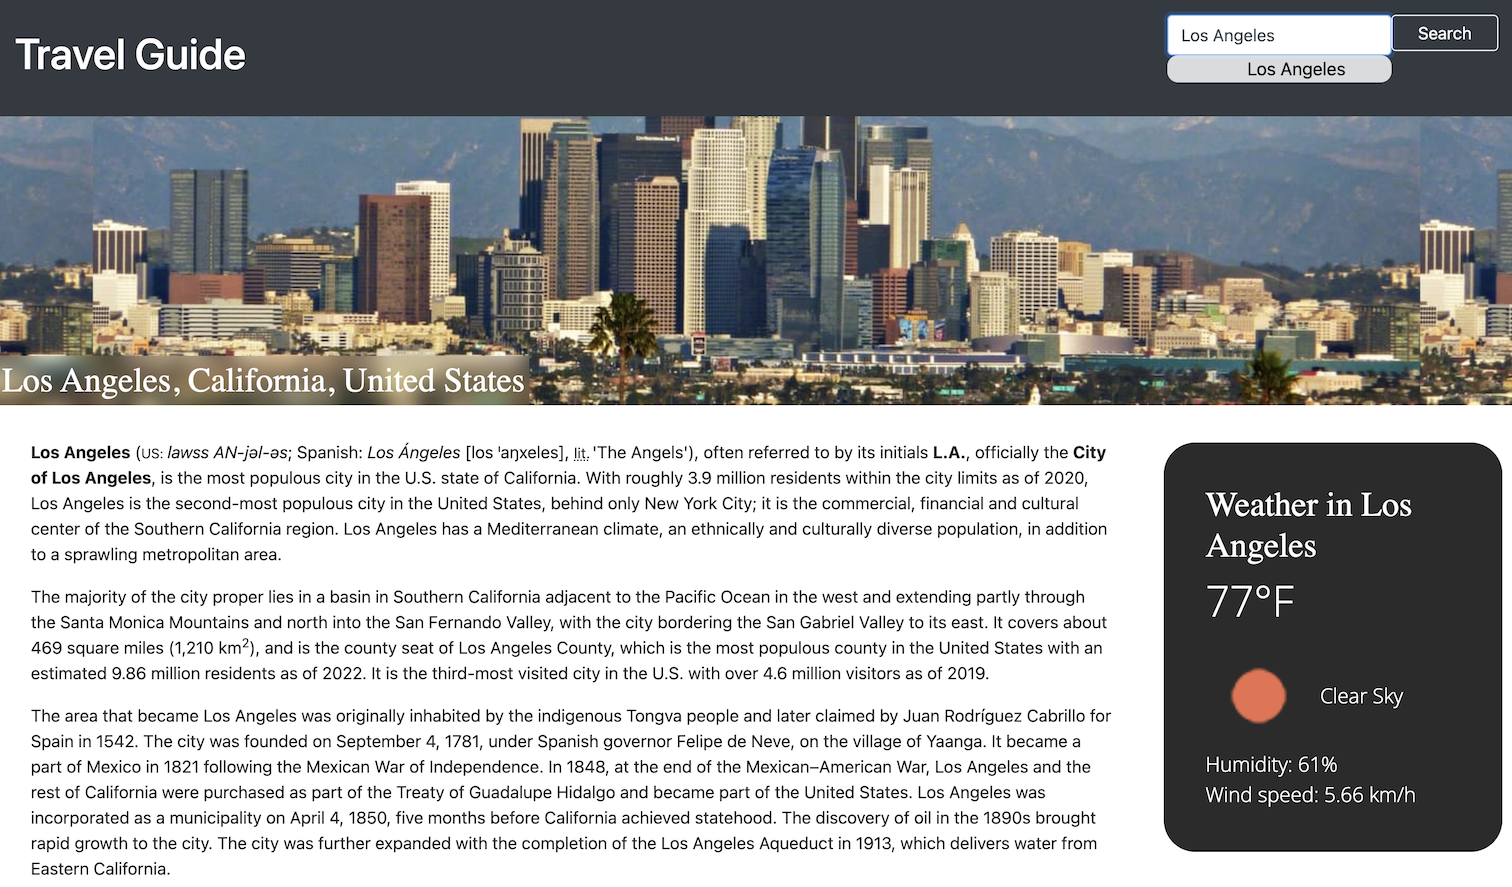 Travel Guide
Los Angeles
Search
Los Angeles
Los Angeles, California, United States
Los Angeles (US: lawss AN-jəl-əs; Spanish: Los Ángeles [los ˈaŋxeles], lit. 'The Angels'), often referred to by its initials L.A., officially the City
of Los Angeles, is the most populous city in the U.S. state of California. With roughly 3.9 million residents within the city limits as of 2020,
Los Angeles is the second-most populous city in the United States, behind only New York City; it is the commercial, financial and cultural
center of the Southern California region. Los Angeles has a Mediterranean climate, an ethnically and culturally diverse population, in addition
to a sprawling metropolitan area.
The majority of the city proper lies in a basin in Southern California adjacent to the Pacific Ocean in the west and extending partly through
the Santa Monica Mountains and north into the San Fernando Valley, with the city bordering the San Gabriel Valley to its east. It covers about
469 square miles (1,210 km²), and is the county seat of Los Angeles County, which is the most populous county in the United States with an
estimated 9.86 million residents as of 2022. It is the third-most visited city in the U.S. with over 4.6 million visitors as of 2019.
The area that became Los Angeles was originally inhabited by the indigenous Tongva people and later claimed by Juan Rodríguez Cabrillo for
Spain in 1542. The city was founded on September 4, 1781, under Spanish governor Felipe de Neve, on the village of Yaanga. It became a
part of Mexico in 1821 following the Mexican War of Independence. In 1848, at the end of the Mexican–American War, Los Angeles and the
rest of California were purchased as part of the Treaty of Guadalupe Hidalgo and became part of the United States. Los Angeles was
incorporated as a municipality on April 4, 1850, five months before California achieved statehood. The discovery of oil in the 1890s brought
rapid growth to the city. The city was further expanded with the completion of the Los Angeles Aqueduct in 1913, which delivers water from
Eastern California.
Weather in Los
Angeles
77°F
Clear Sky
Humidity: 61%
Wind speed: 5.66 km/h